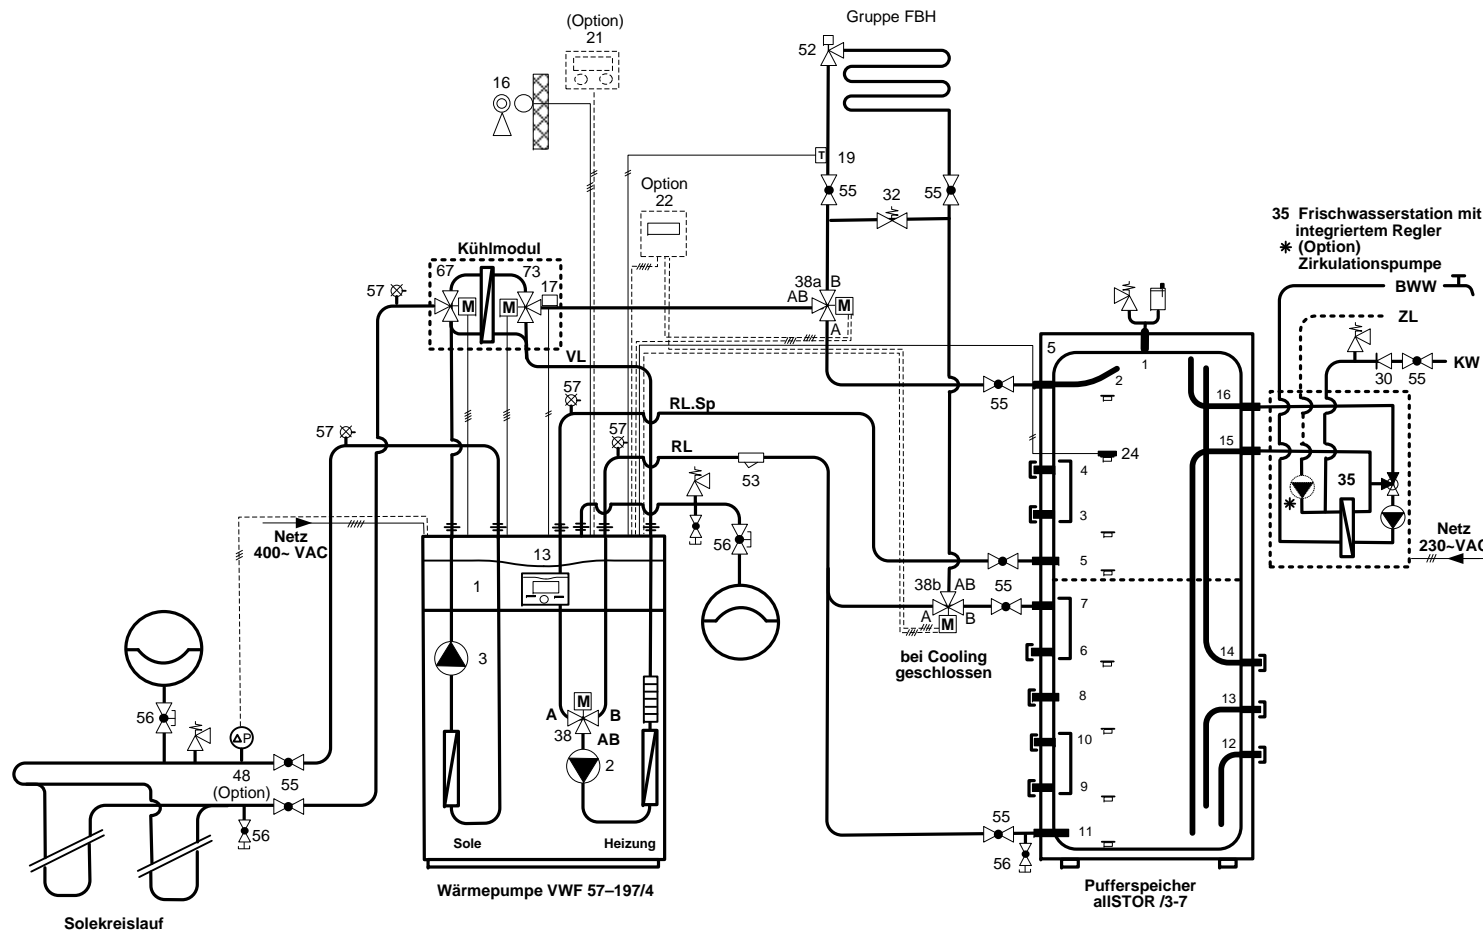 Gruppe FBH
(Option)
21
52
16
T
19
Option
22
55
32
55
35 Frischwasserstation mit
integriertem Regler
* (Option)
Zirkulationspumpe
Kühlmodul
67
73
17
57
M
M
38a
B
AB
M
A
BWW
ZL
KW
30
55
VL
5
1
2
55
57
RL.Sp
16
57
57
RL
15
24
53
4
35
*
3
Netz
400~ VAC
Netz
230~VAC
56
13
5
1
38b
AB
55
7
A
M
B
3
6
bei Cooling
geschlossen
14
M
8
13
56
A
B
38
AB
10
12
ΔP
2
48
(Option)
55
9
55
11
56
Sole
Heizung
56
Wärmepumpe VWF 57–197/4
Pufferspeicher
allSTOR /3-7
Solekreislauf